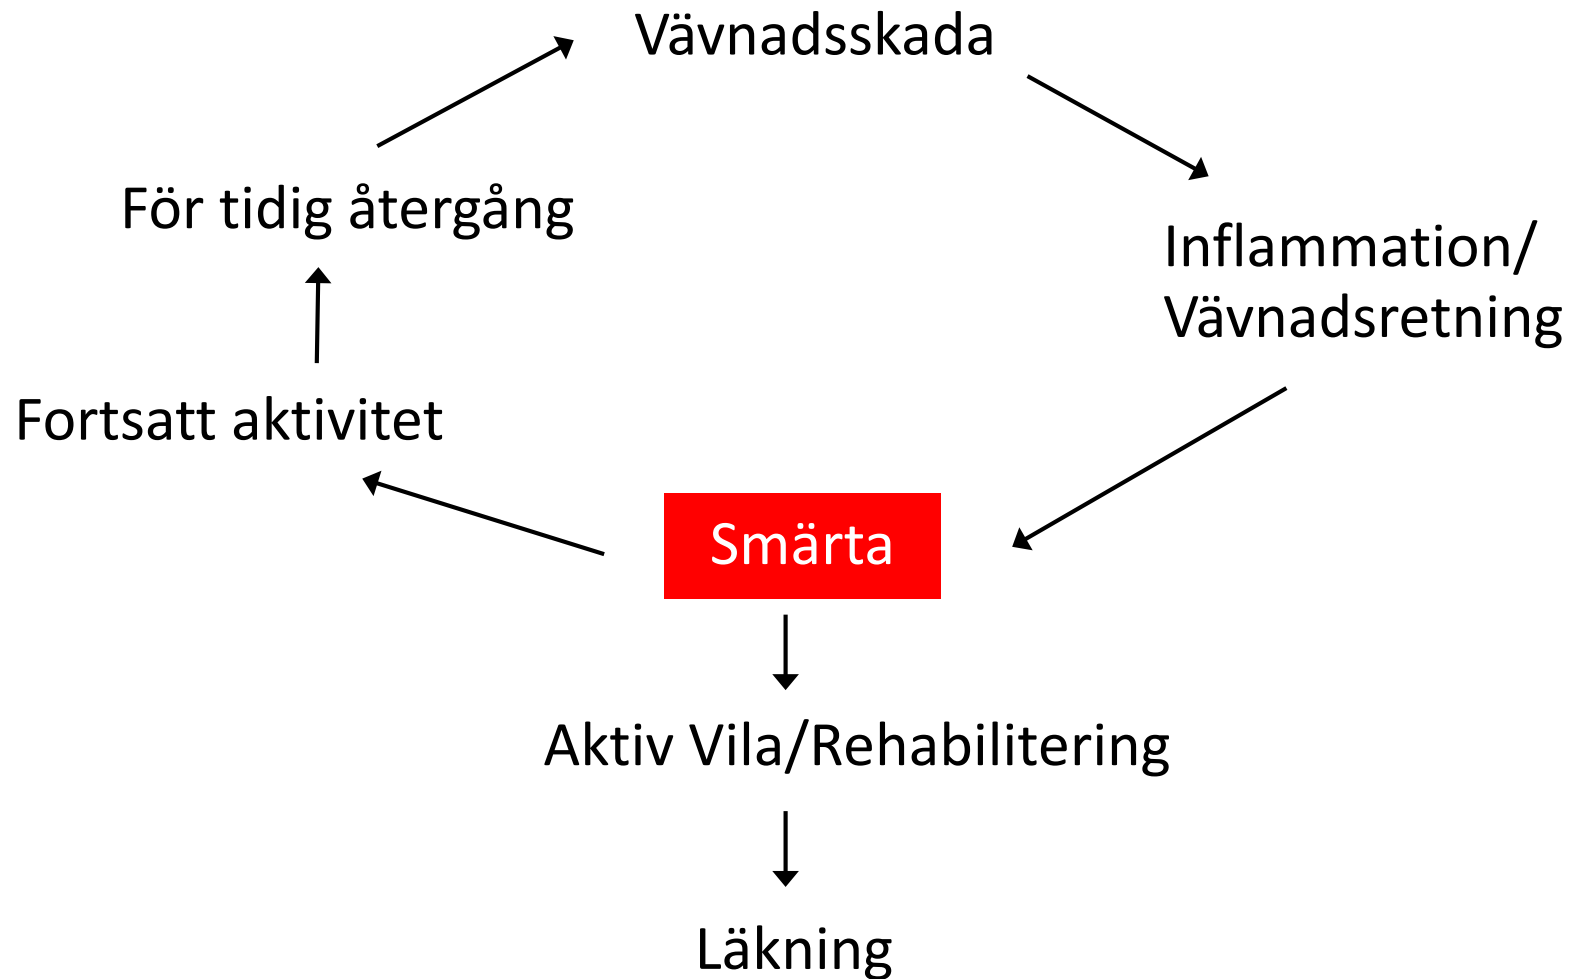 Vävnadsskada
För tidig återgång
Inflammation/
Vävnadsretning
Fortsatt aktivitet
Smärta
Aktiv Vila/Rehabilitering
Läkning